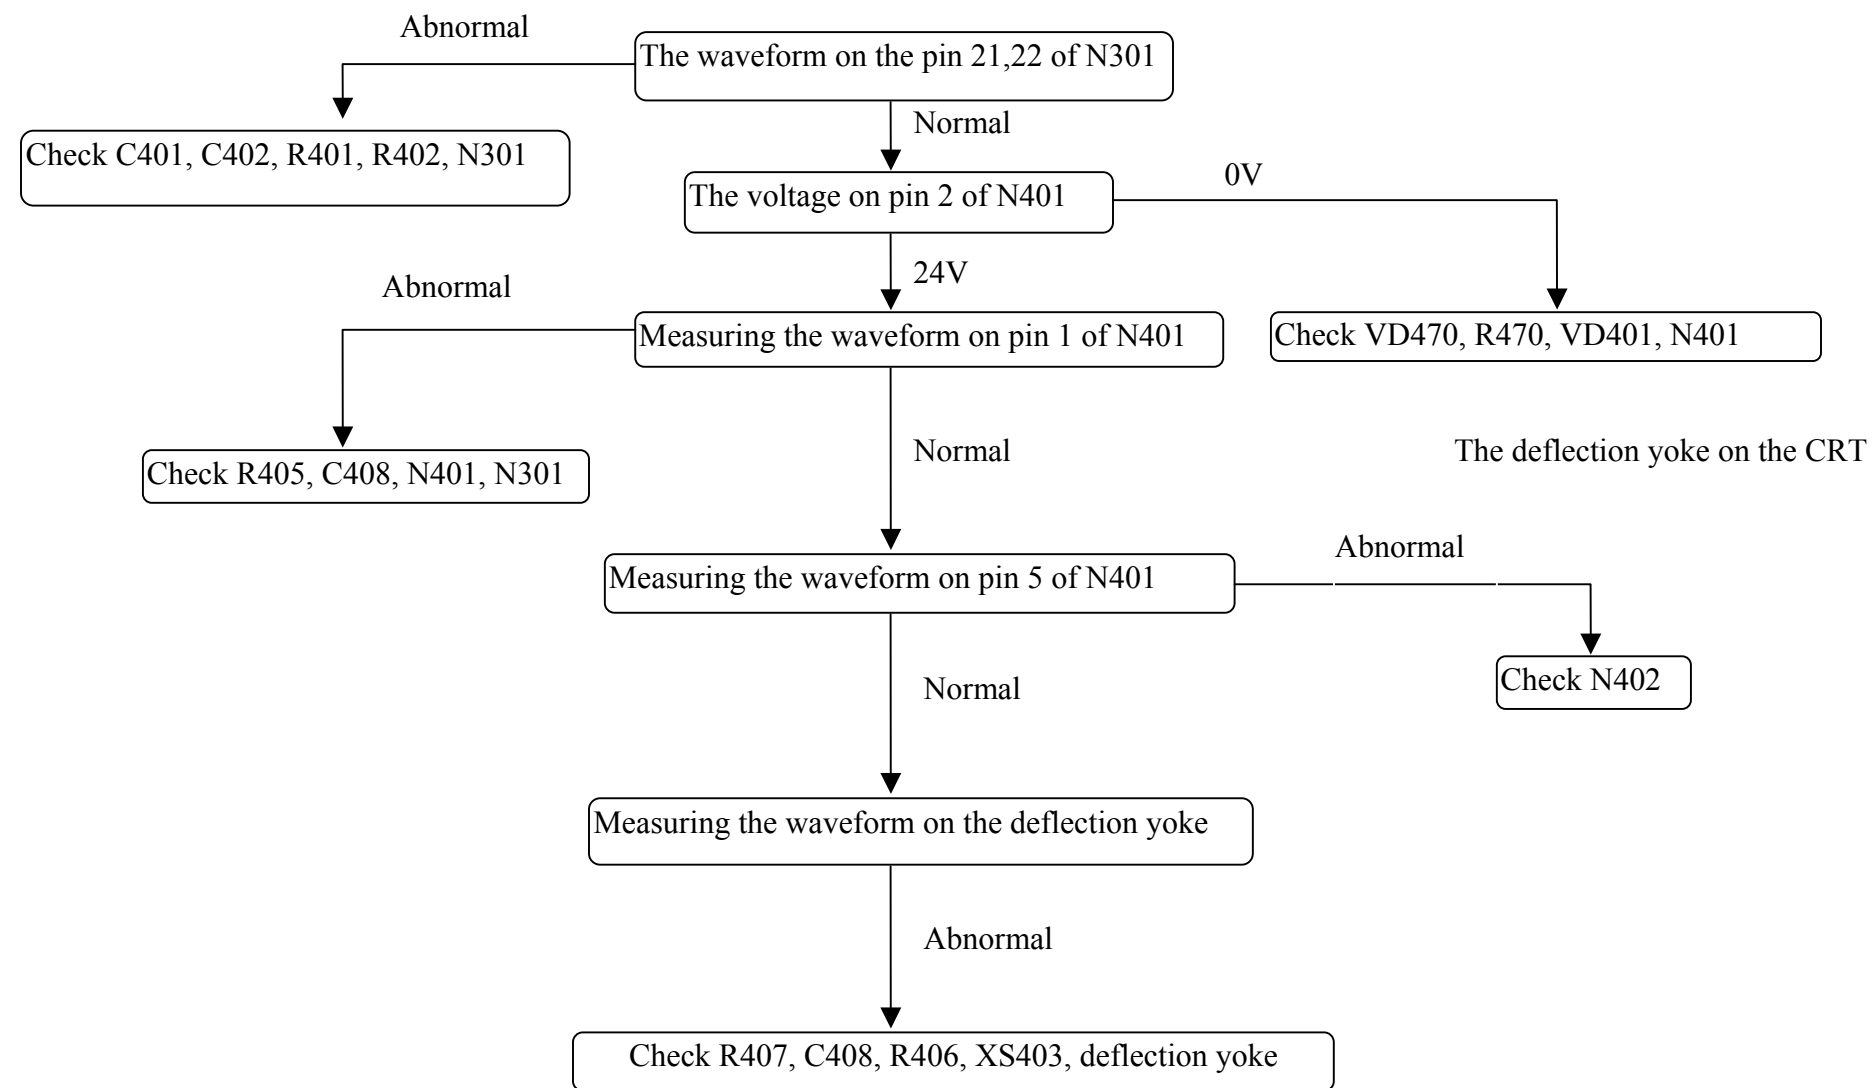 Abnormal
The waveform on the pin 21,22 of N301
Normal
Check C401, C402, R401, R402, N301
0V
The voltage on pin 2 of N401
24V
Abnormal
Measuring the waveform on pin 1 of N401
Check VD470, R470, VD401, N401
Normal
The deflection yoke on the CRT
Check R405, C408, N401, N301
Abnormal
Measuring the waveform on pin 5 of N401
Check N402
Normal
Measuring the waveform on the deflection yoke
Abnormal
Check R407, C408, R406, XS403, deflection yoke